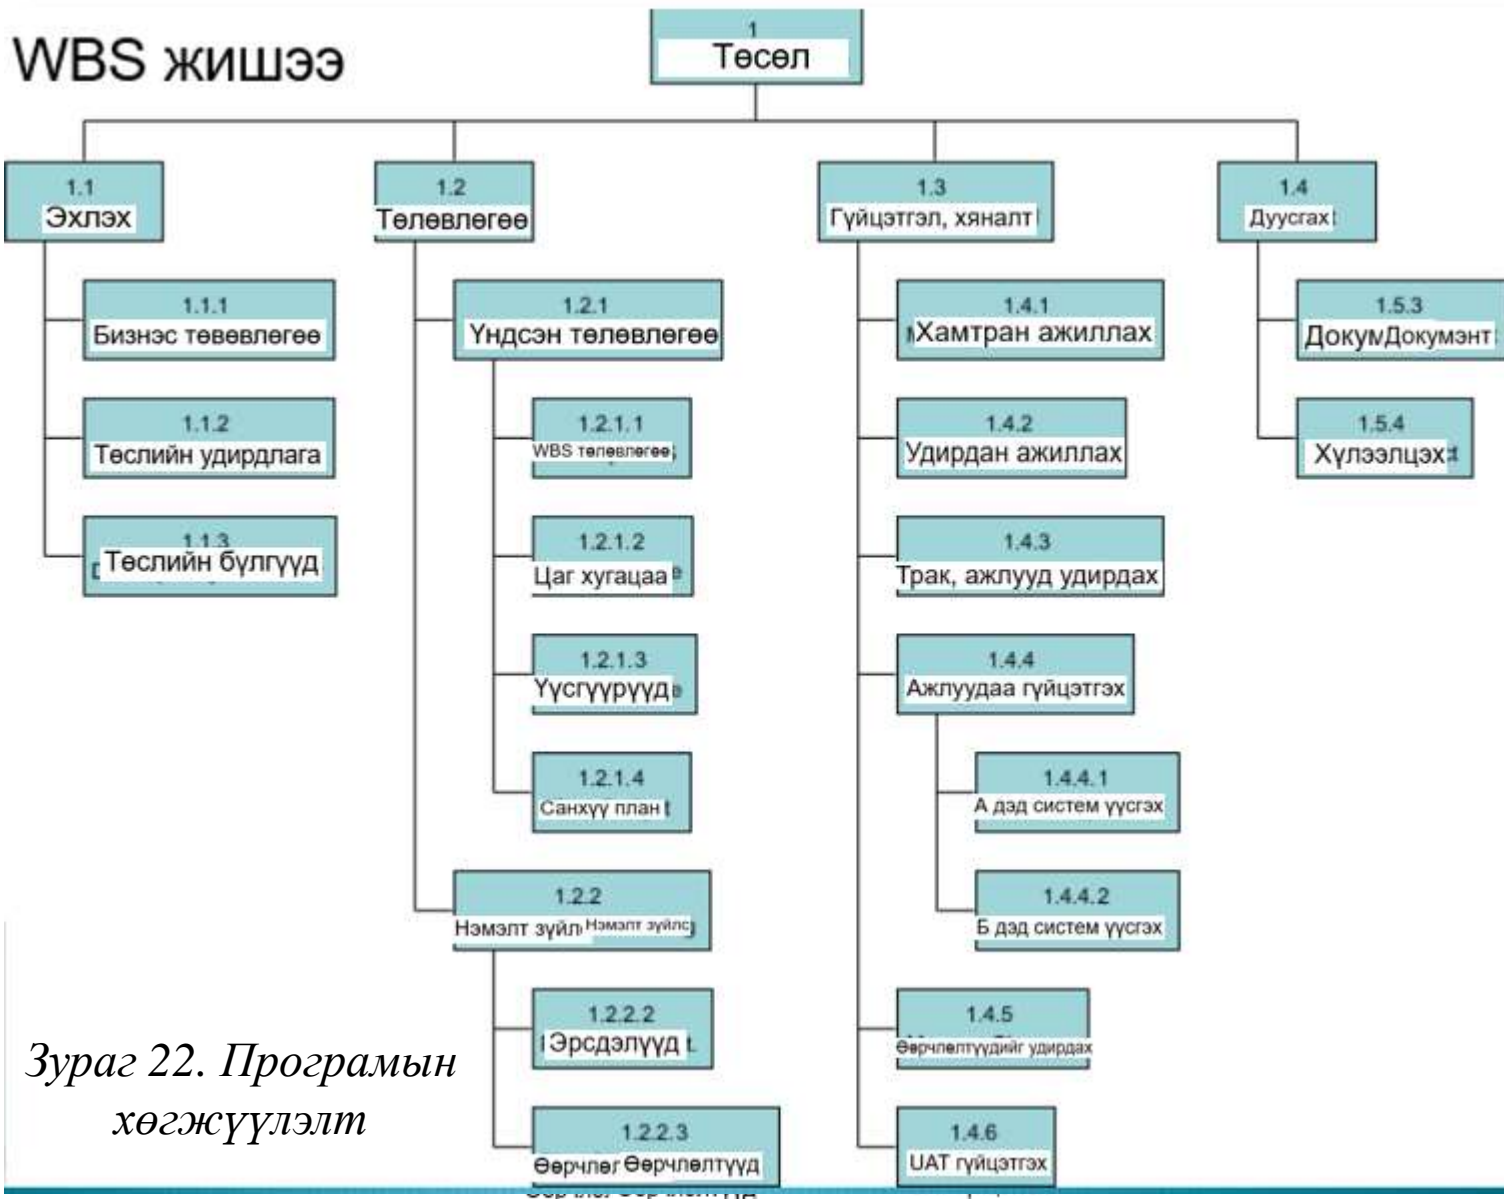 WBS жишээ
1
Төсөл
1.1
Эхлэх
1.2
Төлөвлөгөө
1.3
Гүйцэтгэл, хяналт
1.4
Дуусгах
1.1.1
Бизнэс төвөвлөгөө
1.1.2
Төслийн удирдлага
1.1.3
Төслийн бүлгүүд
1.2.1
Үндсэн төлөвлөгөө
1.2.1.1
WBS төлөвлөгөө
1.2.1.2
Цаг хугацаа
1.2.1.3
Үүсгүүрүүд
1.2.1.4
Санхүү план
1.2.2
Нэмэлт зүйл Нэмэлт зүйлс
1.2.2.2
Эрсдэлүүд
1.2.2.3
Өөрчлөг Өөрчлөлтүүд
1.4.1
Хамтран ажиллах
1.4.2
Удирдан ажиллах
1.4.3
Трак, ажлууд удирдах
1.4.4
Ажлуудаа гүйцэтгэх
1.4.4.1
А дэд систем үүсгэх
1.4.4.2
Б дэд систем үүсгэх
1.4.5
Өөрчлөлтүүдийг удирдах
1.4.6
UAT гүйцэтгэх
1.5.3
Докум Докумэнт
1.5.4
Хүлээлцэх
Зураг 22. Програмын
хөгжүүлэлт